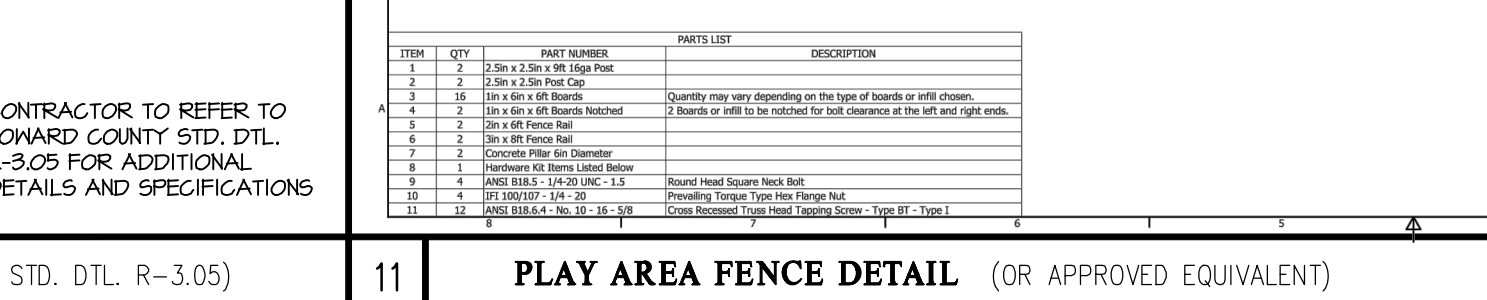 ONTRACTOR TO REFER TO
OWARD COUNTY STD. DTL.
-3.05 FOR ADDITIONAL
DETAILS AND SPECIFICATIONS
STD. DTL. R-3.05)
PARTS LIST
ITEM QTY PART NUMBER DESCRIPTION
1 2 2.5in x 2.5in x 9ft 16ga Post
2 2 2.5in x 2.5in Post Cap
3 16 1in x 6in x 6ft Boards Quantity may vary depending on the type of boards or infill chosen.
A
4 2 1in x 6in x 6ft Boards Notched 2 Boards or infill to be notched for bolt clearance at the left and right ends.
5 2 2in x 6ft Fence Rail
6 2 3in x 8ft Fence Rail
7 2 Concrete Pillar 6in Diameter
8 1 Hardware Kit Items Listed Below
9 4 ANSI B18.5 - 1/4-20 UNC - 1.5 Round Head Square Neck Bolt
10 4 IFI 100/107 - 1/4 - 20 Prevailing Torque Type Hex Flange Nut
11 12 ANSI B18.6.4 - No. 10 - 16 - 5/8 Cross Recessed Truss Head Tapping Screw - Type BT - Type I
8 7 6 5
11 PLAY AREA FENCE DETAIL (OR APPROVED EQUIVALENT)